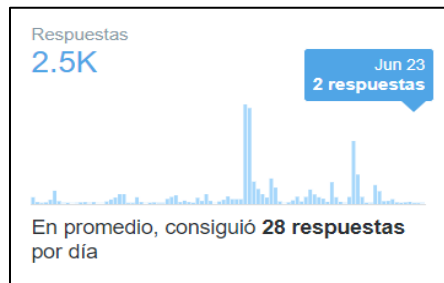 Respuestas
2.5K
Jun 23
2 respuestas
En promedio, consiguió 28 respuestas
por día